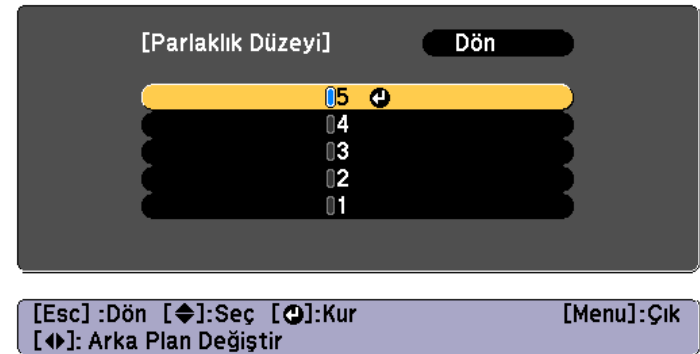 [Parlaklık Düzeyi] Dön
5
4
3
2
1
[Esc] :Dön [◆]:Seç [↵]:Kur [Menu]:Çık
[◂▸]: Arka Plan Değiştir